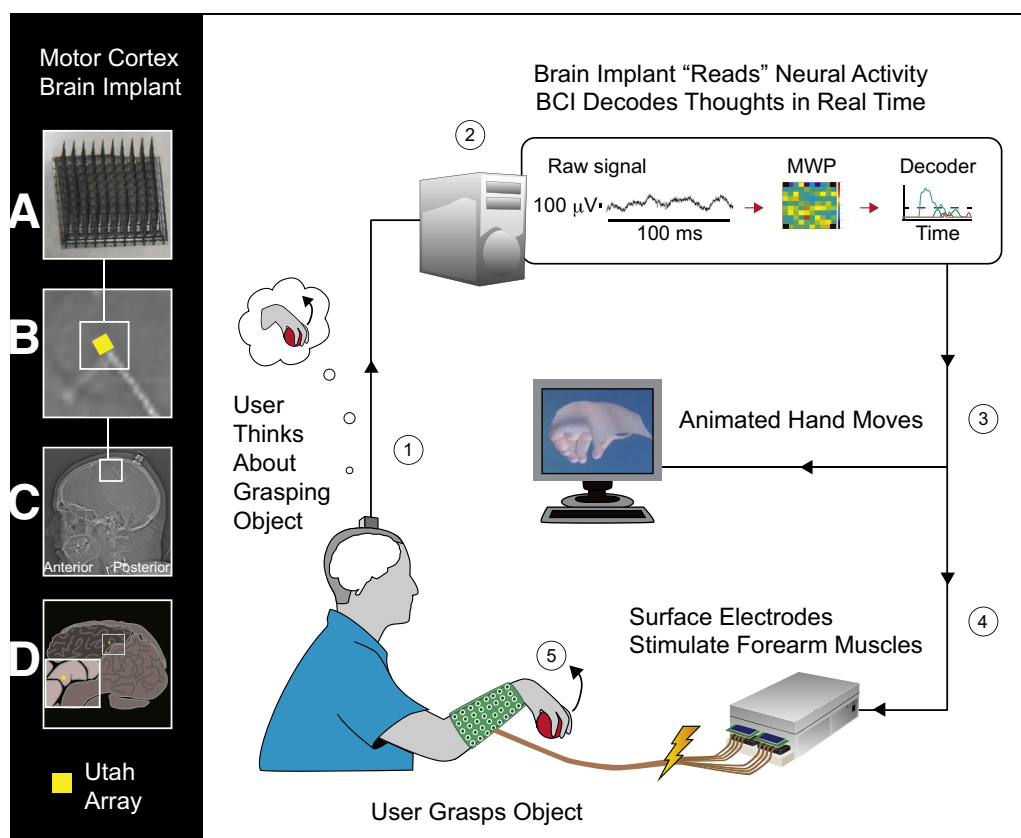 Motor Cortex
Brain Implant
A
B
C
Anterior Posterior
D
Utah
Array
Brain Implant “Reads” Neural Activity
BCI Decodes Thoughts in Real Time
2
Raw signal
MWP
Decoder
100 μV
100 ms
Time
User
Thinks
About
Grasping
Object
1
Animated Hand Moves
3
Surface Electrodes
Stimulate Forearm Muscles
4
5
User Grasps Object